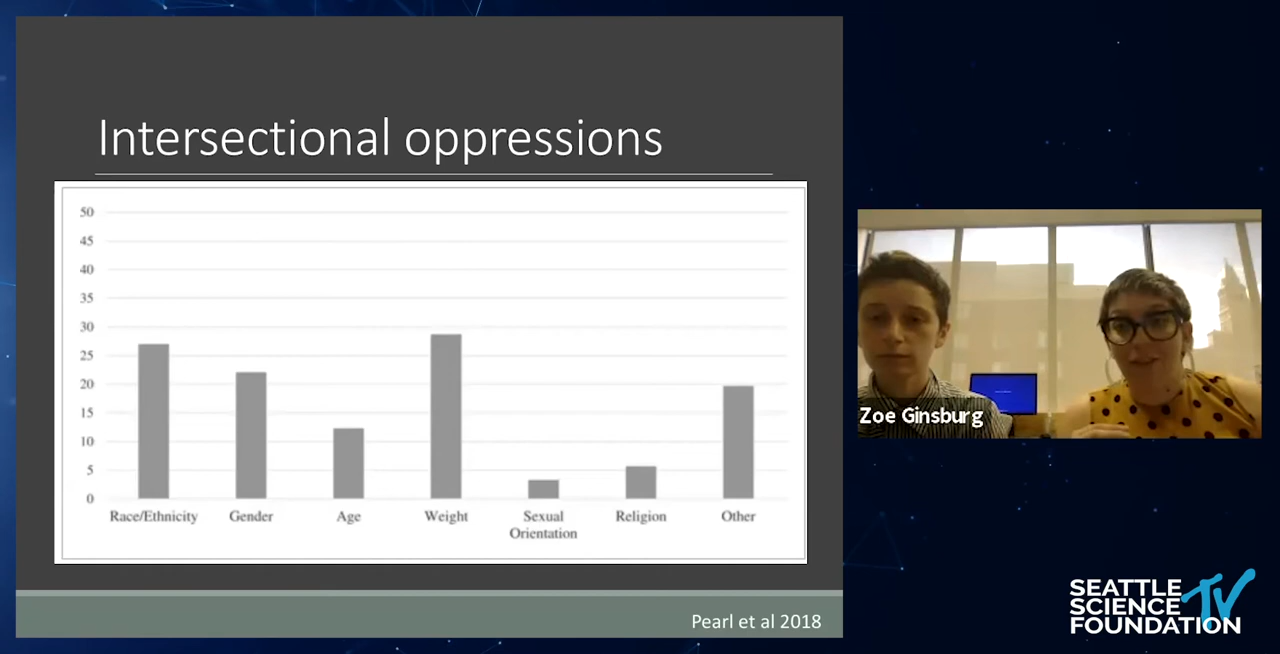 Intersectional oppressions
50
45
40
35
30
25
20
15
10
5
0
Race/Ethnicity Gender Age Weight Sexual Orientation Religion Other
Pearl et al 2018
Zoe Ginsburg
SEATTLE
SCIENCE TV
FOUNDATION